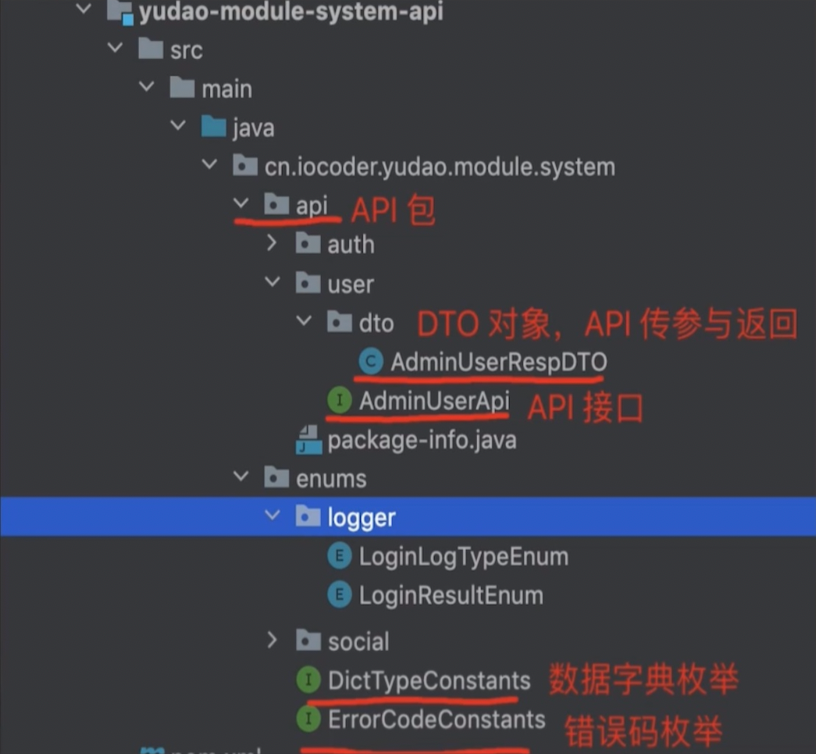 yudao-module-system-api
src
main
java
cn.iocoder.yudao.module.system
api API 包
auth
user
dto DTO 对象，API 传参与返回
C AdminUserRespDTO
I AdminUserApi API 接口
package-info.java
enums
logger
E LoginLogTypeEnum
E LoginResultEnum
social
I DictTypeConstants 数据字典枚举
I ErrorCodeConstants 错误码枚举